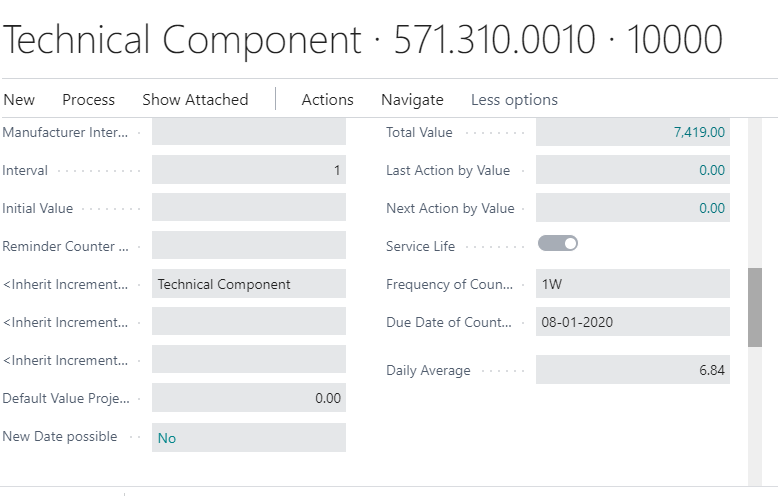 Technical Component · 571.310.0010 · 10000
New Process Show Attached Actions Navigate Less options
Manufacturer Inter...
Total Value 7,419.00
Interval 1
Last Action by Value 0.00
Initial Value
Next Action by Value 0.00
Reminder Counter ...
Service Life
<Inherit Increment... Technical Component
Frequency of Coun... 1W
<Inherit Increment...
Due Date of Count... 08-01-2020
<Inherit Increment...
Daily Average 6.84
Default Value Proje... 0.00
New Date possible No